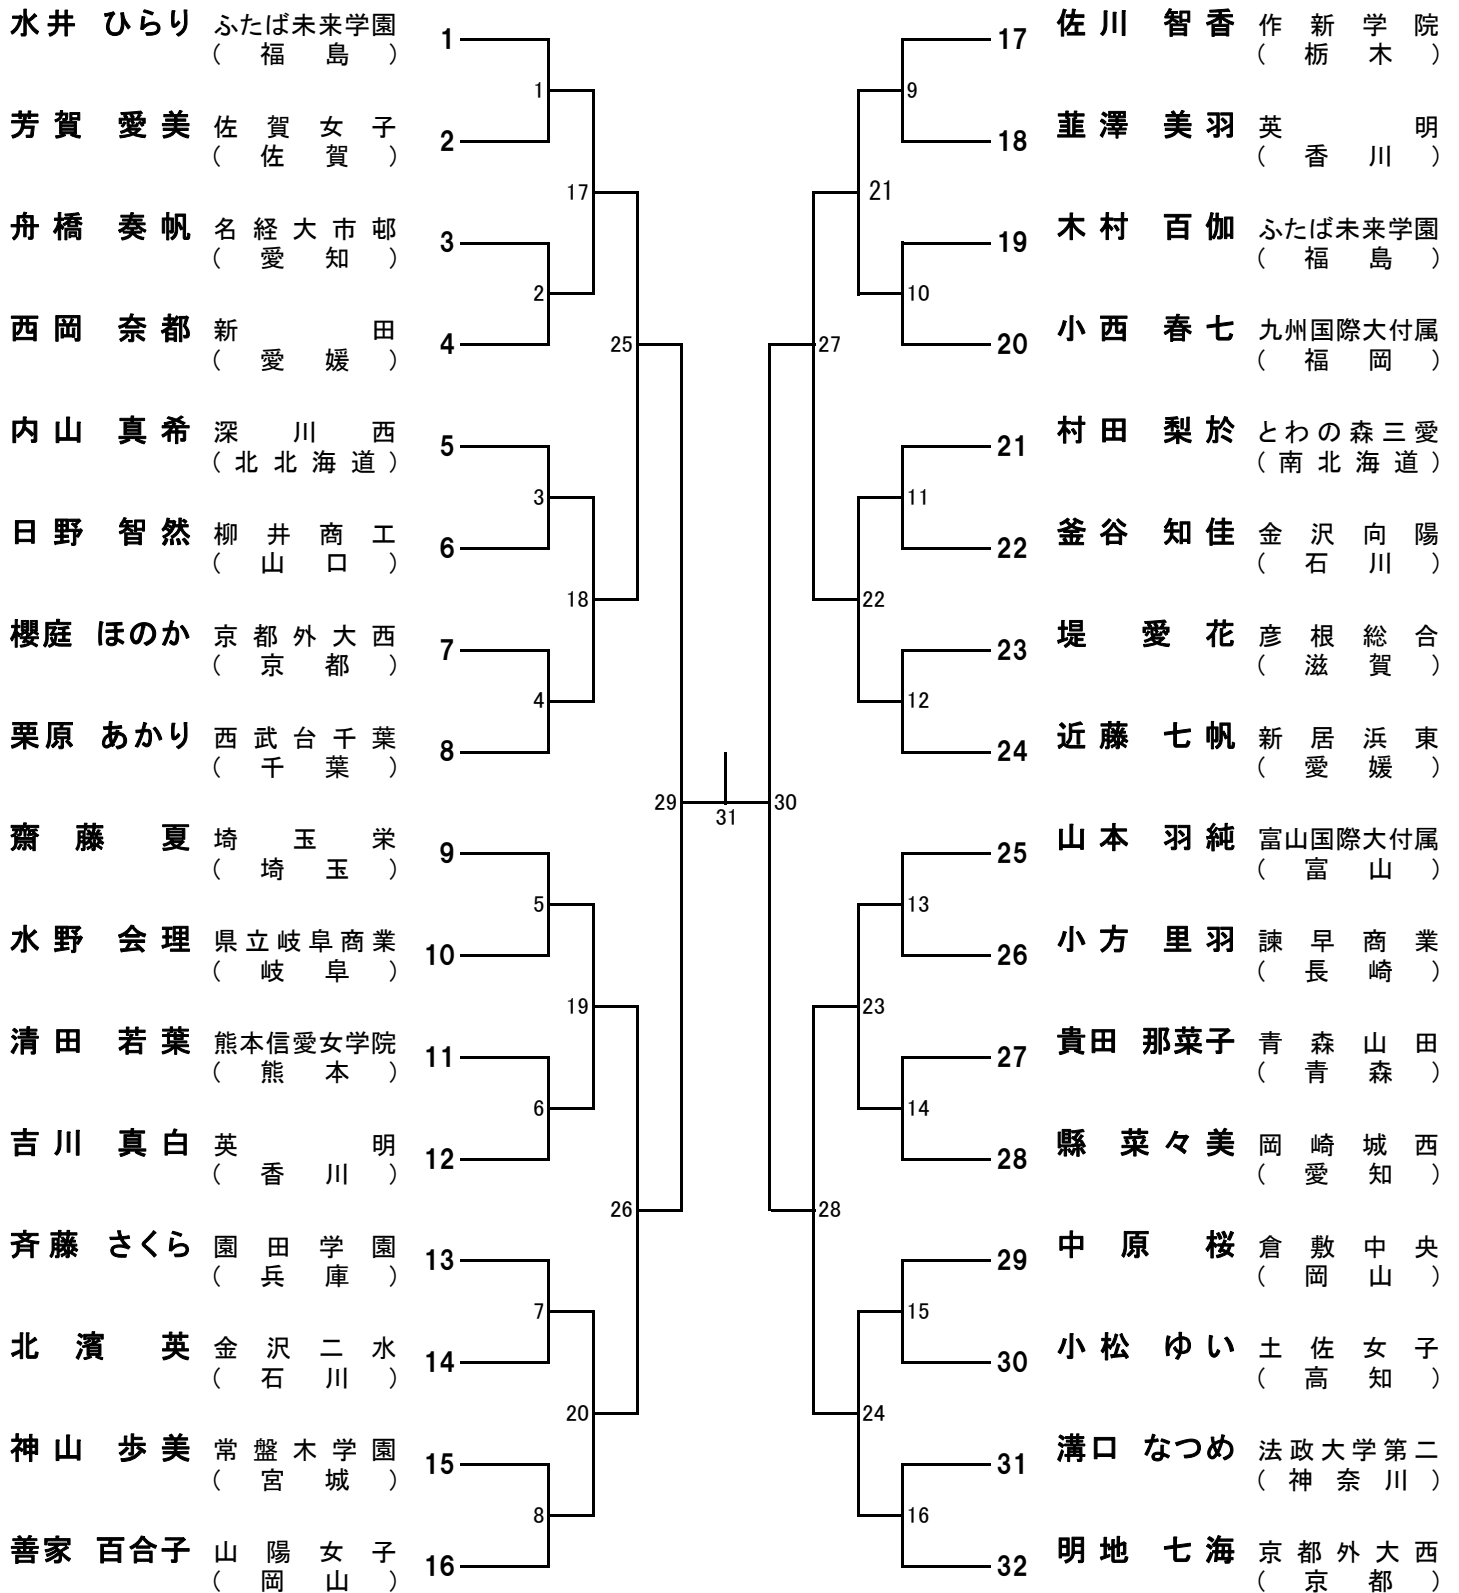 水井 ひらり ふたば未来学園 1
(福島)
1
芳賀 愛美 佐賀女子 2
(佐賀)
17
舟橋 奏帆 名経大市邨 3
(愛知)
2
西岡 奈都 新田 4
(愛媛)
25
内山 真希 深川西 5
(北北海道)
3
日野 智然 柳井商工 6
(山口)
18
櫻庭 ほのか 京都外大西 7
(京都)
4
栗原 あかり 西武台千葉 8
(千葉)
29
齋藤 夏 埼玉栄 9
(埼玉)
5
水野 会理 県立岐阜商業 10
(岐阜)
19
清田 若葉 熊本信愛女学院 11
(熊本)
6
吉川 真白 英明 12
(香川)
26
斉藤 さくら 園田学園 13
(兵庫)
7
北濱 英 金沢二水 14
(石川)
20
神山 歩美 常盤木学園 15
(宮城)
8
善家 百合子 山陽女子 16
(岡山)
31
17 佐川 智香 作新学院
(栃木)
9
18 韮澤 美羽 英明
(香川)
21
19 木村 百伽 ふたば未来学園
(福島)
10
20 小西 春七 九州国際大付属
(福岡)
27
21 村田 梨於 とわの森三愛
(南北海道)
11
22 釜谷 知佳 金沢向陽
(石川)
22
23 堤 愛花 彦根総合
(滋賀)
12
24 近藤 七帆 新居浜東
(愛媛)
30
25 山本 羽純 富山国際大付属
(富山)
13
26 小方 里羽 諫早商業
(長崎)
23
27 貴田 那菜子 青森山田
(青森)
14
28 縣 菜々美 岡崎城西
(愛知)
28
29 中原 桜 倉敷中央
(岡山)
15
30 小松 ゆい 土佐女子
(高知)
24
31 溝口 なつめ 法政大学第二
(神奈川)
16
32 明地 七海 京都外大西
(京都)